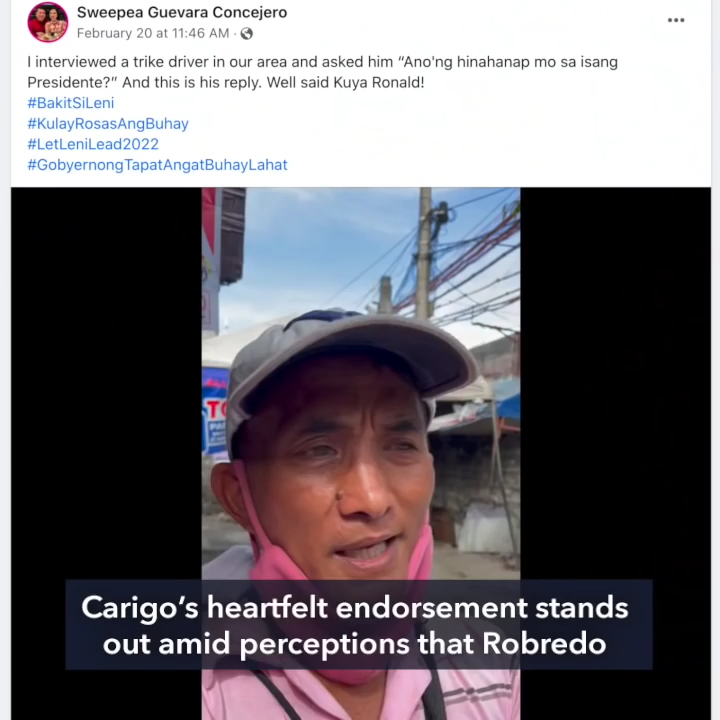 Sweepea Guevara Concejero
February 20 at 11:46 AM ·
I interviewed a trike driver in our area and asked him “Ano'ng hinahanap mo sa isang
Presidente?” And this is his reply. Well said Kuya Ronald!
#BakitSiLeni
#KulayRosasAngBuhay
#LetLeniLead2022
#GobyernongTapatAngatBuhayLahat
Carigo’s heartfelt endorsement stands
out amid perceptions that Robredo